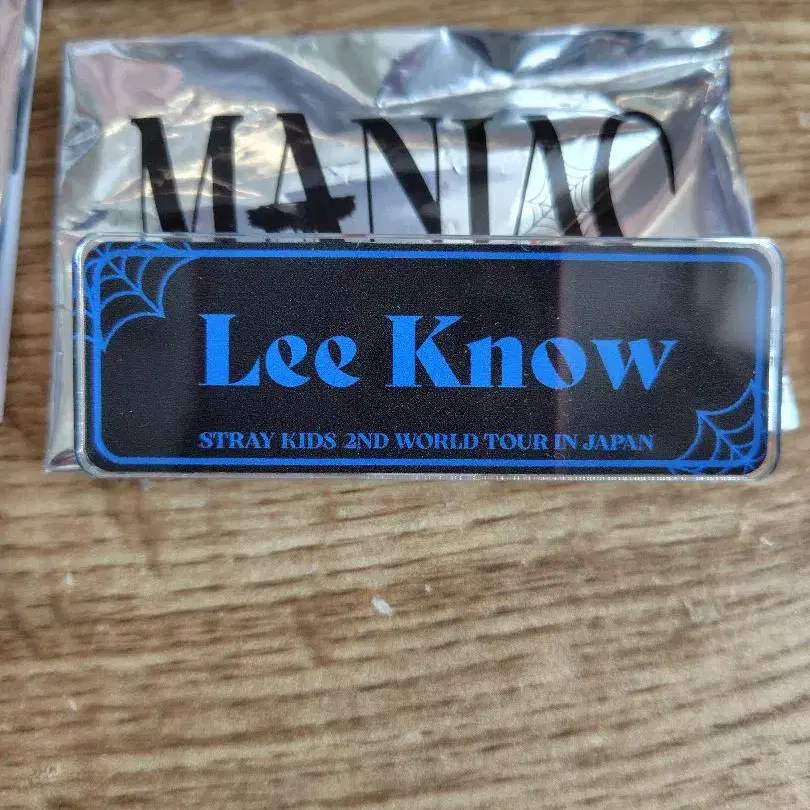 MANIAC
Lee Know
STRAY KIDS 2ND WORLD TOUR IN JAPAN